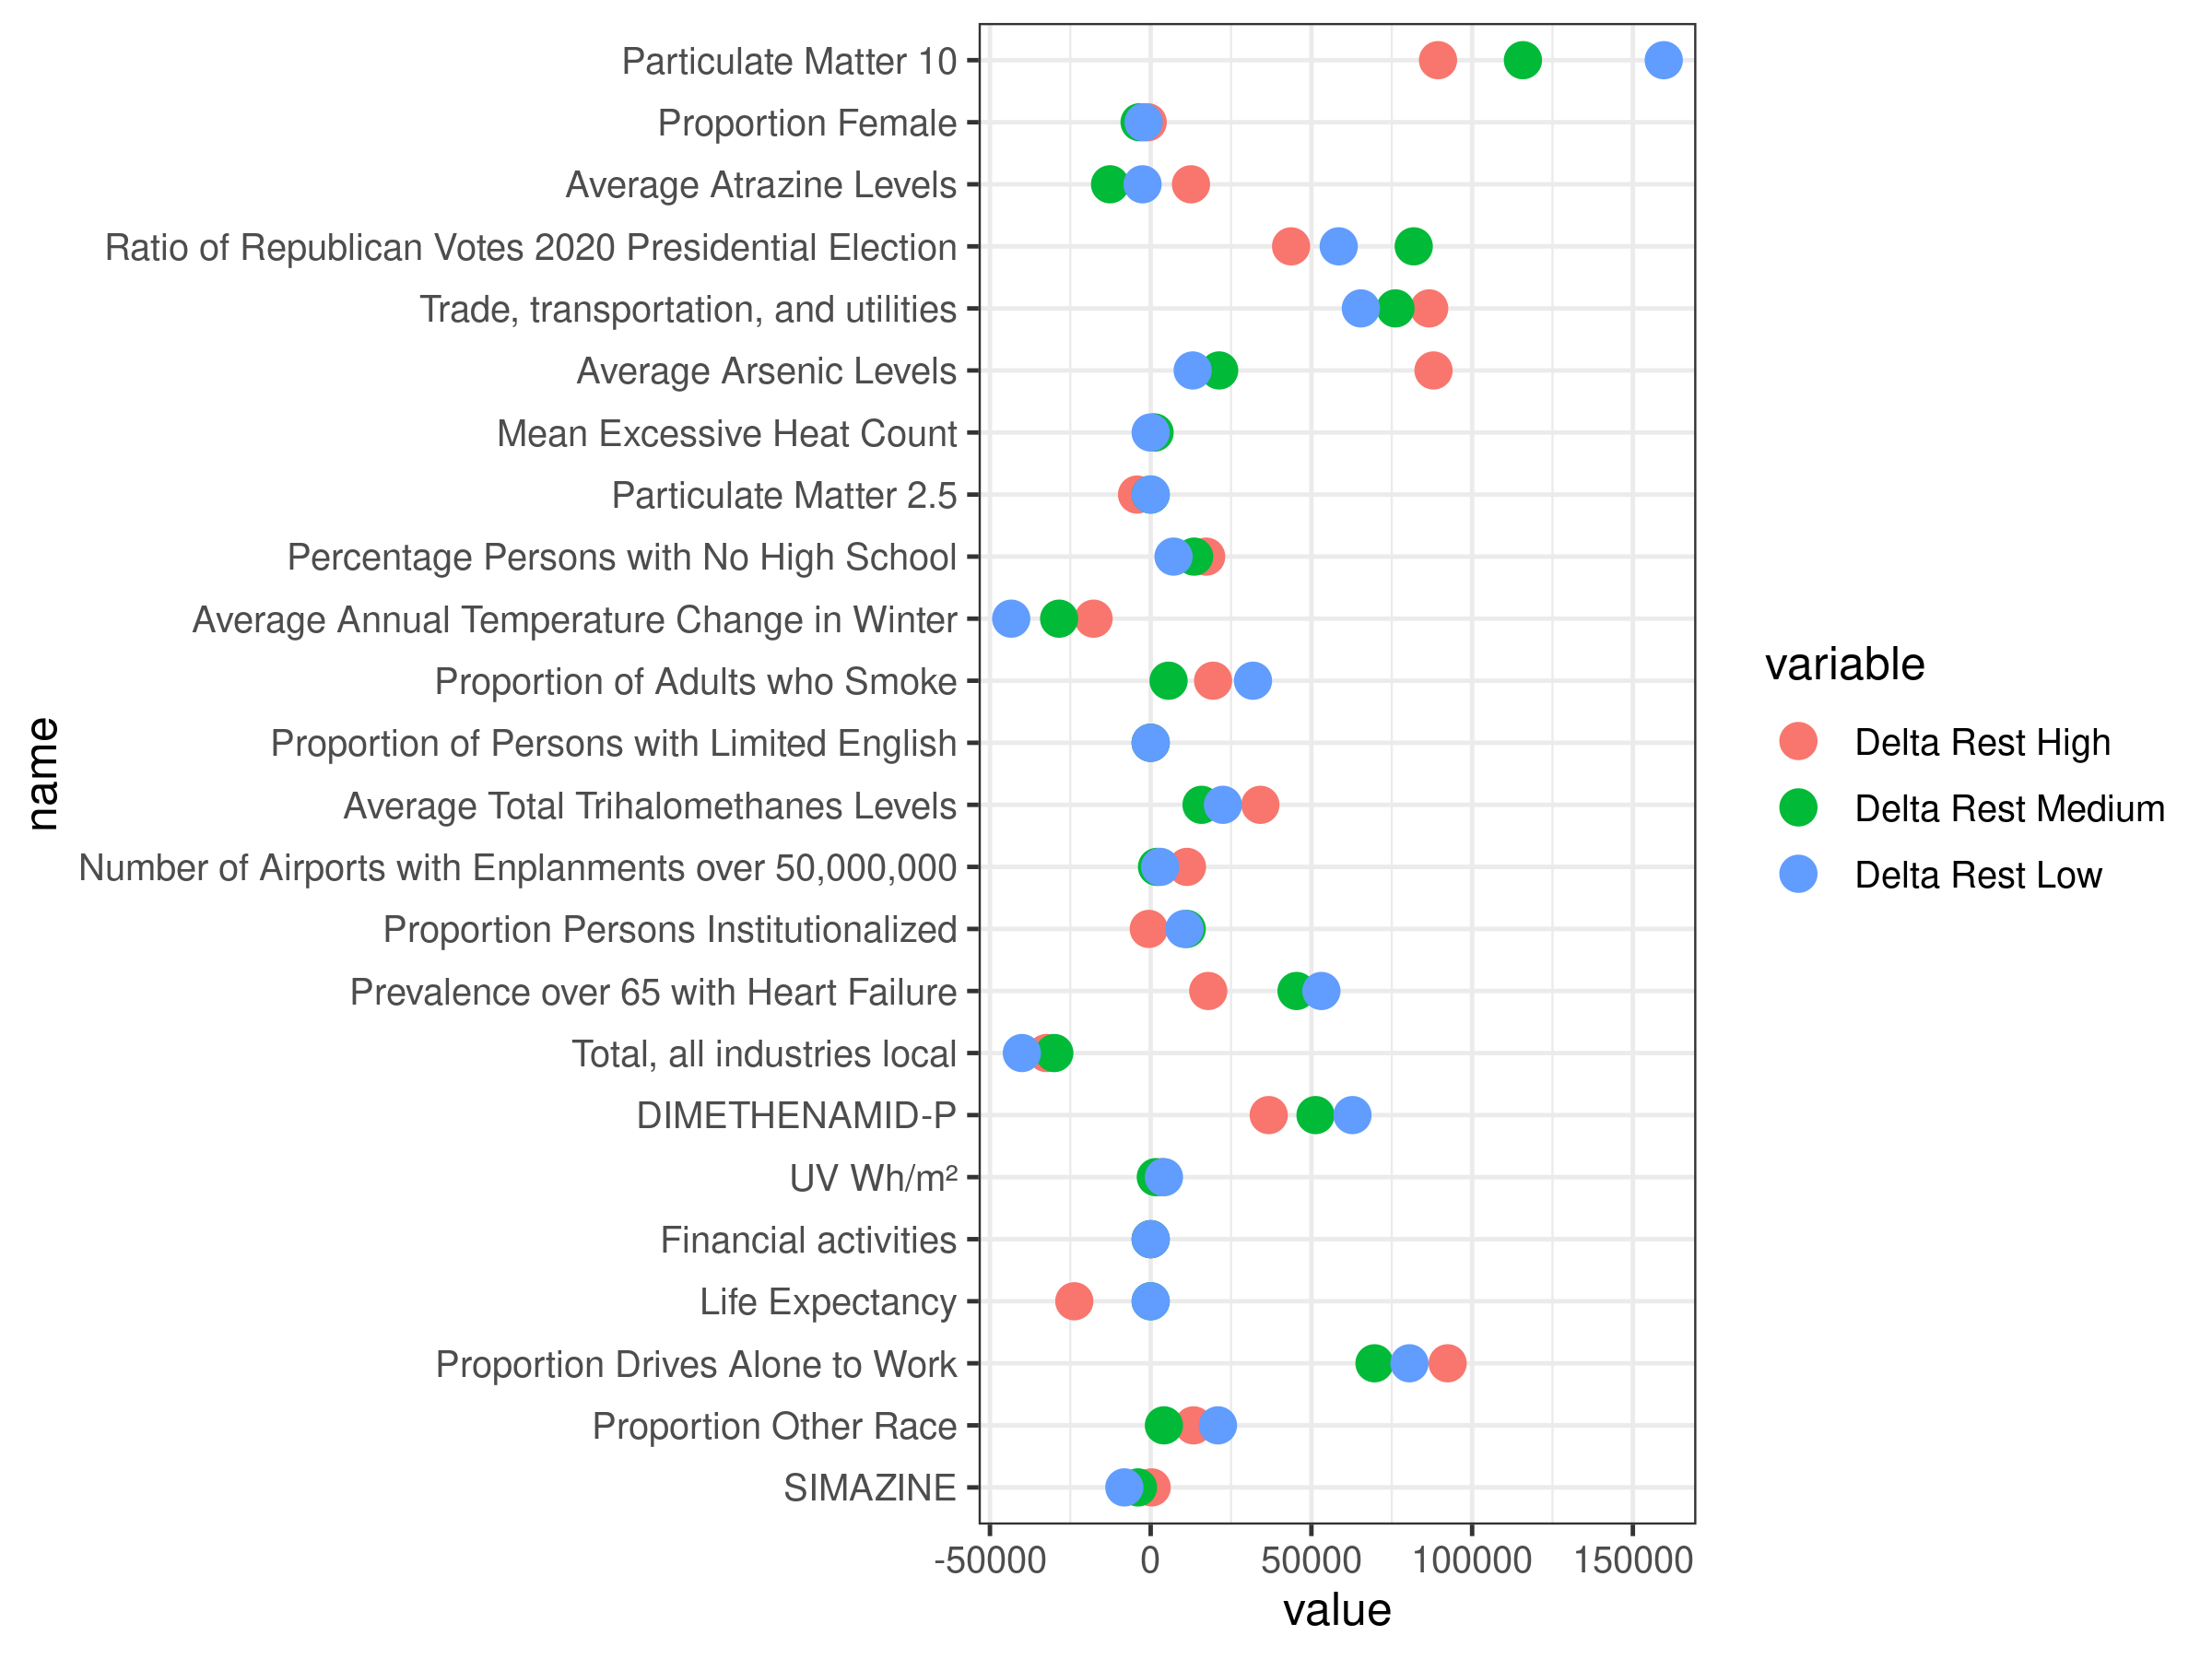 Particulate Matter 10
Proportion Female
Average Atrazine Levels
Ratio of Republican Votes 2020 Presidential Election
Trade, transportation, and utilities
Average Arsenic Levels
Mean Excessive Heat Count
Particulate Matter 2.5
Percentage Persons with No High School
Average Annual Temperature Change in Winter
Proportion of Adults who Smoke
Proportion of Persons with Limited English
Average Total Trihalomethanes Levels
Number of Airports with Enplanments over 50,000,000
Proportion Persons Institutionalized
Prevalence over 65 with Heart Failure
Total, all industries local
DIMETHENAMID-P
UV Wh/m²
Financial activities
Life Expectancy
Proportion Drives Alone to Work
Proportion Other Race
SIMAZINE
name
-50000 0 50000 100000 150000
value
variable
Delta Rest High
Delta Rest Medium
Delta Rest Low